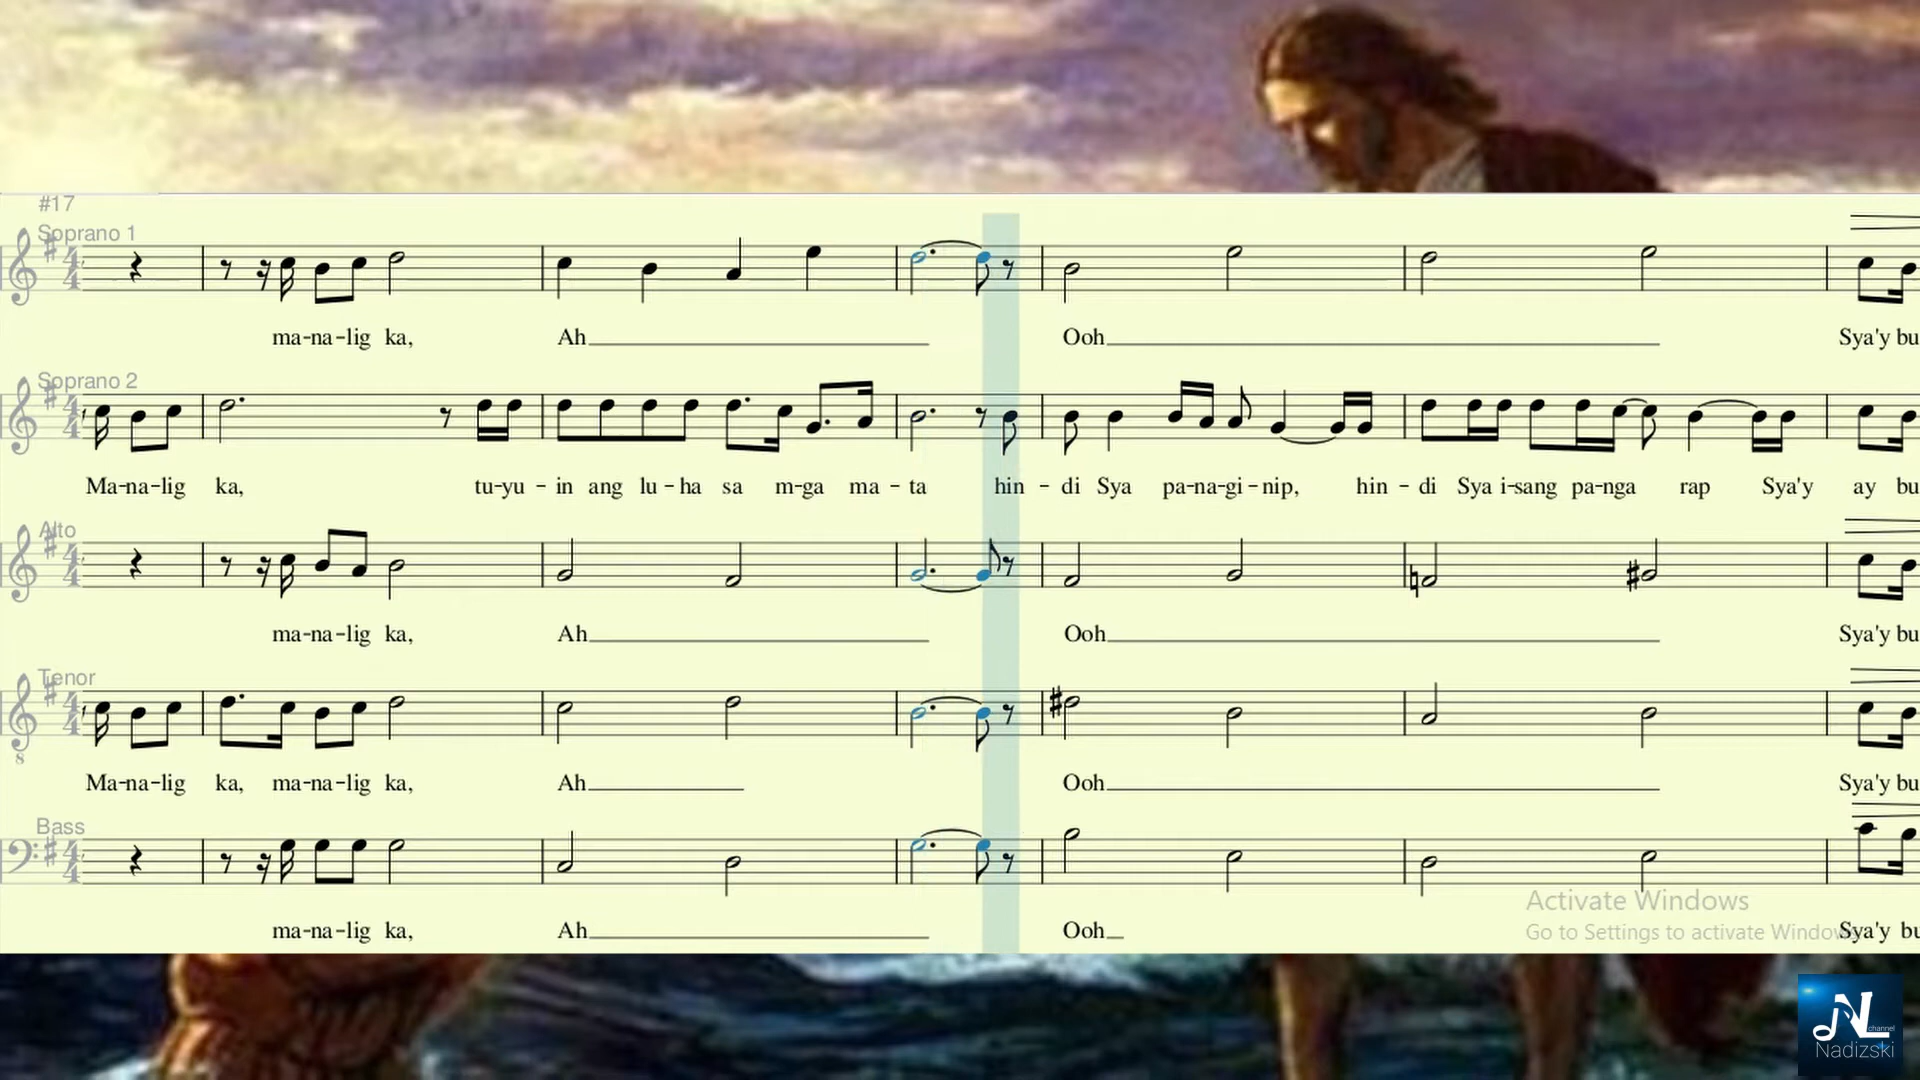 #17
Soprano 1
ma-na-lig ka, Ah Ooh Sya'y bu
Soprano 2
Ma-na-lig ka, tu-yu-in ang lu-ha sa m-ga ma-ta hin-di Sya pa-na-gi-nip, hin-di Sya i-sang pa-nga rap Sya'y ay bu
Alto
ma-na-lig ka, Ah Ooh Sya'y bu
Tenor
Ma-na-lig ka, ma-na-lig ka, Ah Ooh Sya'y bu
Bass
ma-na-lig ka, Ah Ooh Sya'y bu
Activate Windows
Go to Settings to activate Windows
NL
channel
Nadizski